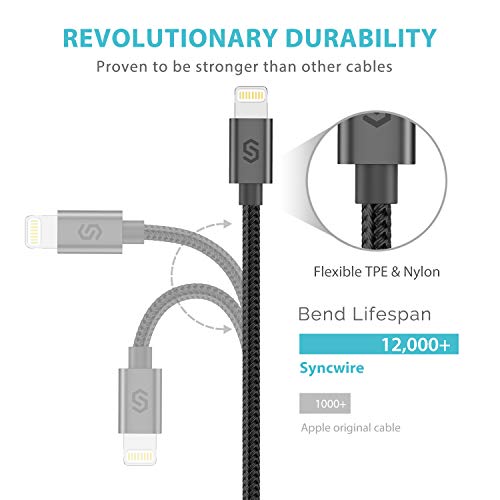 REVOLUTIONARY DURABILITY
Proven to be stronger than other cables
Flexible TPE & Nylon
Bend Lifespan
12,000+
Syncwire
1000+
Apple original cable